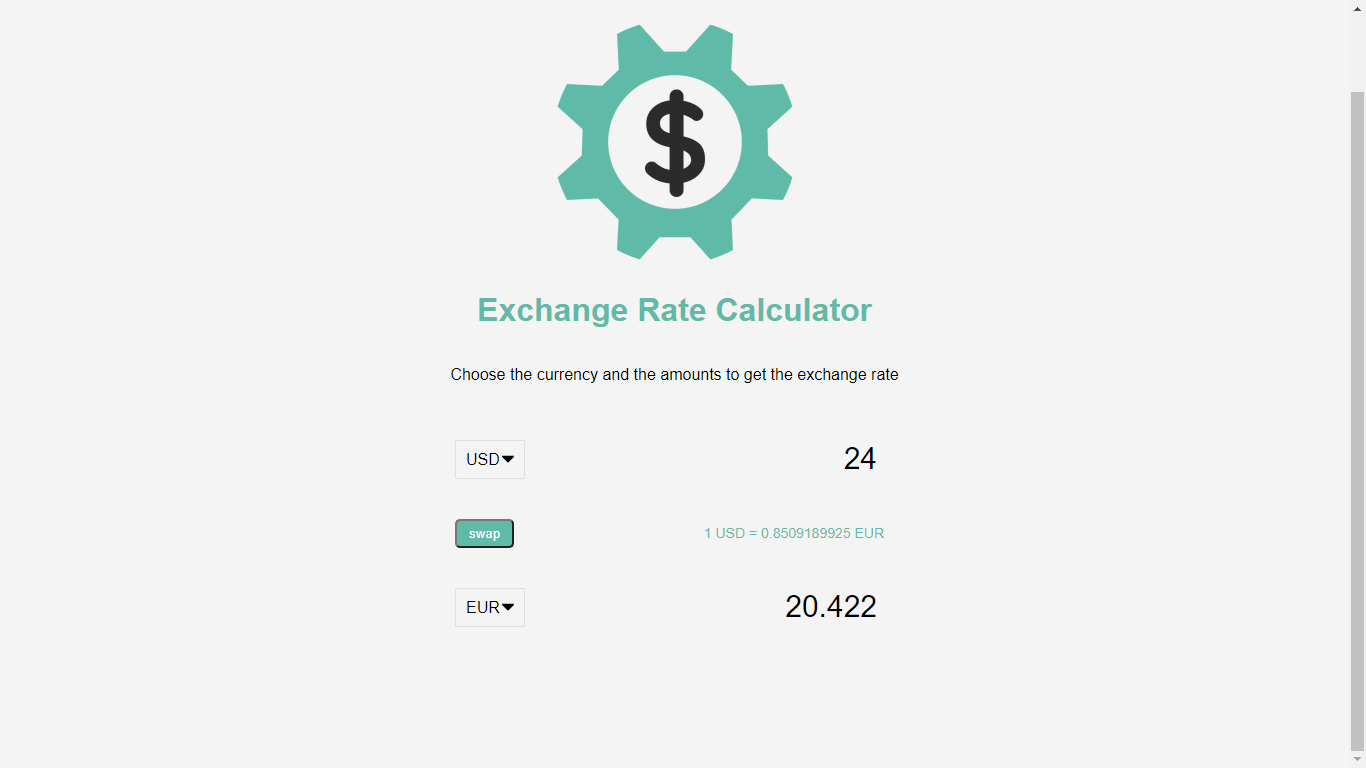 $
Exchange Rate Calculator
Choose the currency and the amounts to get the exchange rate
USD 24
swap 1 USD = 0.8509189925 EUR
EUR 20.422